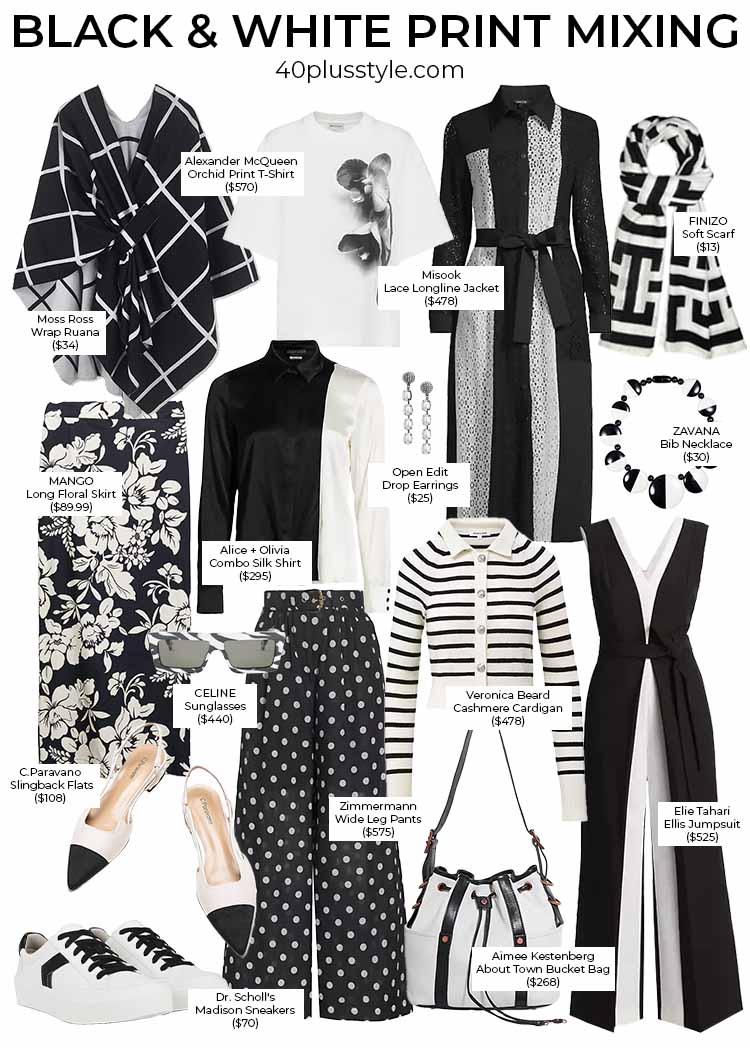 BLACK & WHITE PRINT MIXING
40plusstyle.com
Alexander McQueen
Orchid Print T-Shirt
($570)
FINIZO
Soft Scarf
($13)
Misook
Lace Longline Jacket
($478)
Moss Ross
Wrap Ruana
($34)
ZAVANA
Bib Necklace
($30)
MANGO
Long Floral Skirt
($89.99)
Open Edit
Drop Earrings
($25)
Alice + Olivia
Combo Silk Shirt
($295)
CELINE
Sunglasses
($440)
Veronica Beard
Cashmere Cardigan
($478)
C.Paravano
Slingback Flats
($108)
Zimmermann
Wide Leg Pants
($575)
Elie Tahari
Ellis Jumpsuit
($525)
Aimee Kestenberg
About Town Bucket Bag
($268)
Dr. Scholl's
Madison Sneakers
($70)